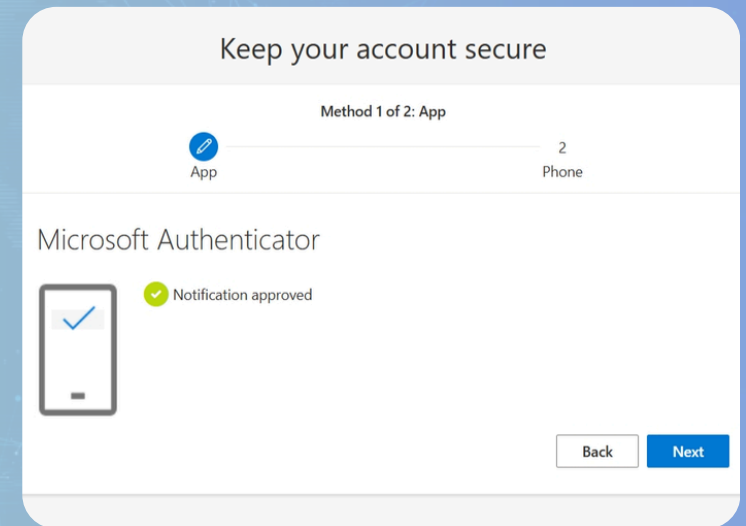 Keep your account secure
Method 1 of 2: App
2
App
Phone
Microsoft Authenticator
Notification approved
Back
Next